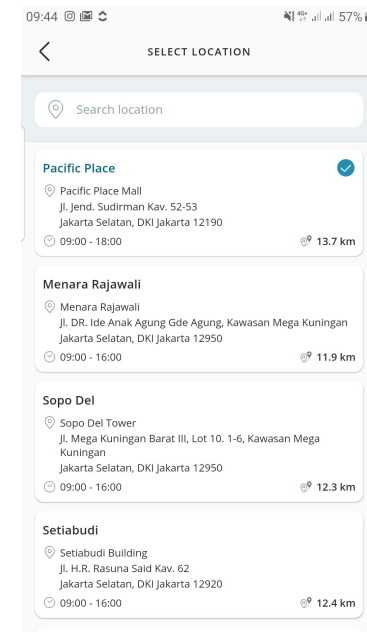 09:44 4G+ 57%
SELECT LOCATION
Search location
Pacific Place
Pacific Place Mall
Jl. Jend. Sudirman Kav. 52-53
Jakarta Selatan, DKI Jakarta 12190
09:00 - 18:00 13.7 km
Menara Rajawali
Menara Rajawali
Jl. DR. Ide Anak Agung Gde Agung, Kawasan Mega Kuningan
Jakarta Selatan, DKI Jakarta 12950
09:00 - 16:00 11.9 km
Sopo Del
Sopo Del Tower
Jl. Mega Kuningan Barat III, Lot 10. 1-6, Kawasan Mega
Kuningan
Jakarta Selatan, DKI Jakarta 12950
09:00 - 16:00 12.3 km
Setiabudi
Setiabudi Building
Jl. H.R. Rasuna Said Kav. 62
Jakarta Selatan, DKI Jakarta 12920
09:00 - 16:00 12.4 km